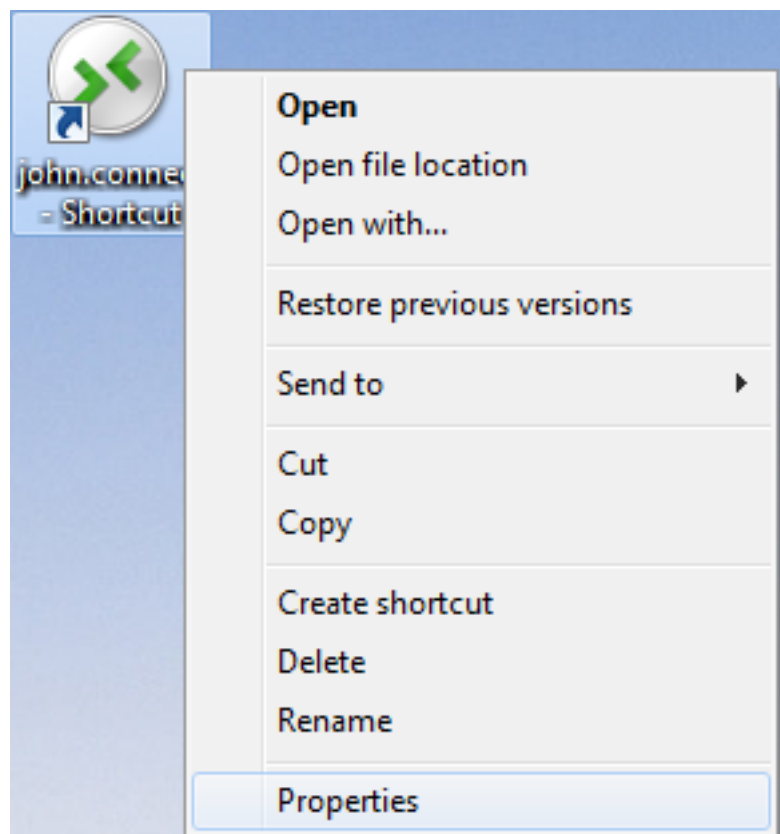 john.conne
- Shortcut
Open
Open file location
Open with...
Restore previous versions
Send to
Cut
Copy
Create shortcut
Delete
Rename
Properties